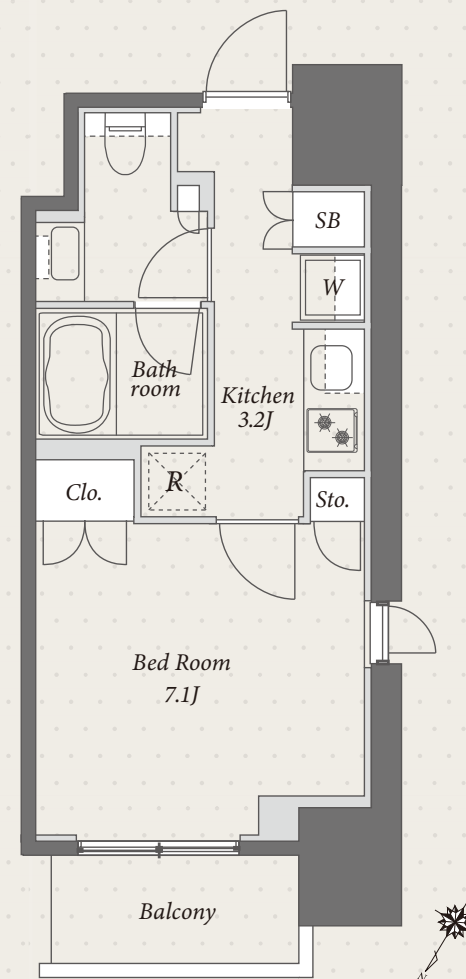 SB
W
Bath
room
Kitchen
3.2J
R
Clo.
Sto.
Bed Room
7.1J
Balcony
N